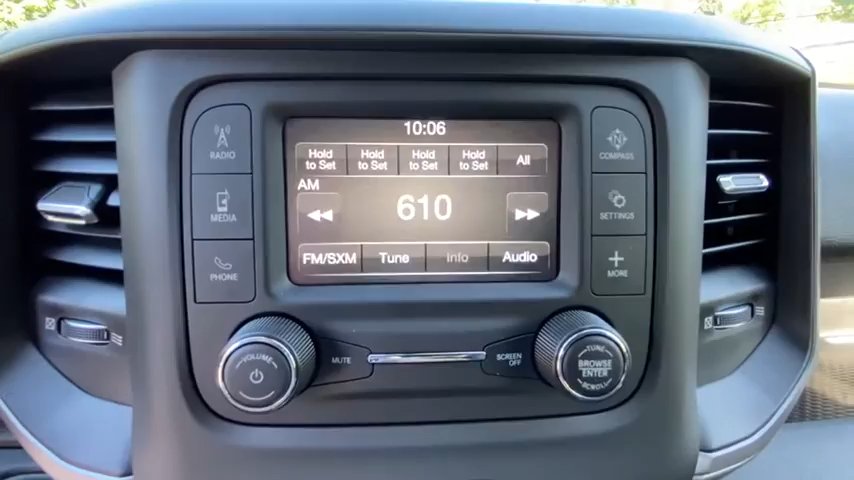 10:06
Hold to Set
Hold to Set
Hold to Set
Hold to Set
All
AM
610
FM/SXM
Tune
Info
Audio
RADIO
MEDIA
PHONE
COMPASS
SETTINGS
MORE
VOLUME
MUTE
SCREEN
OFF
TUNE
BROWSE
ENTER
SCROLL